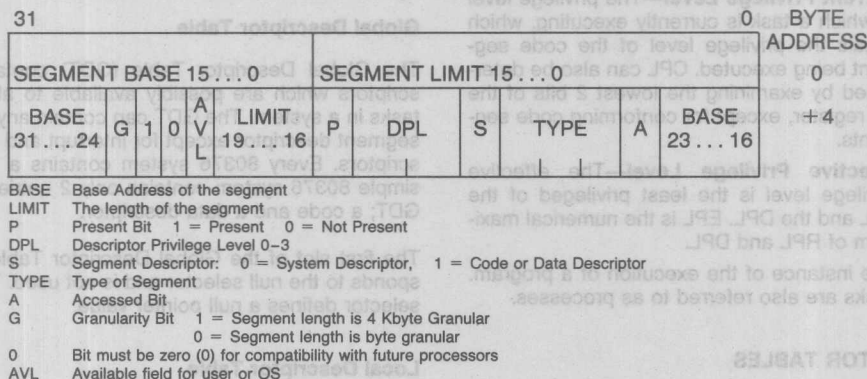 31 0 BYTE
ADDRESS
SEGMENT BASE 15...0 SEGMENT LIMIT 15...0 0
BASE 31...24 G 1 0 AVL LIMIT 19...16 P DPL S TYPE A BASE 23...16 +4
BASE Base Address of the segment
LIMIT The length of the segment
P Present Bit 1 = Present 0 = Not Present
DPL Descriptor Privilege Level 0–3
S Segment Descriptor: 0 = System Descriptor, 1 = Code or Data Descriptor
TYPE Type of Segment
A Accessed Bit
G Granularity Bit 1 = Segment length is 4 Kbyte Granular
0 = Segment length is byte granular
0 Bit must be zero (0) for compatibility with future processors
AVL Available field for user or OS